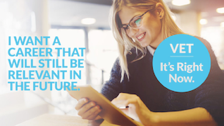 I WANT A
CAREER THAT
WILL STILL BE
RELEVANT IN
THE FUTURE.
VET
It's Right
Now.